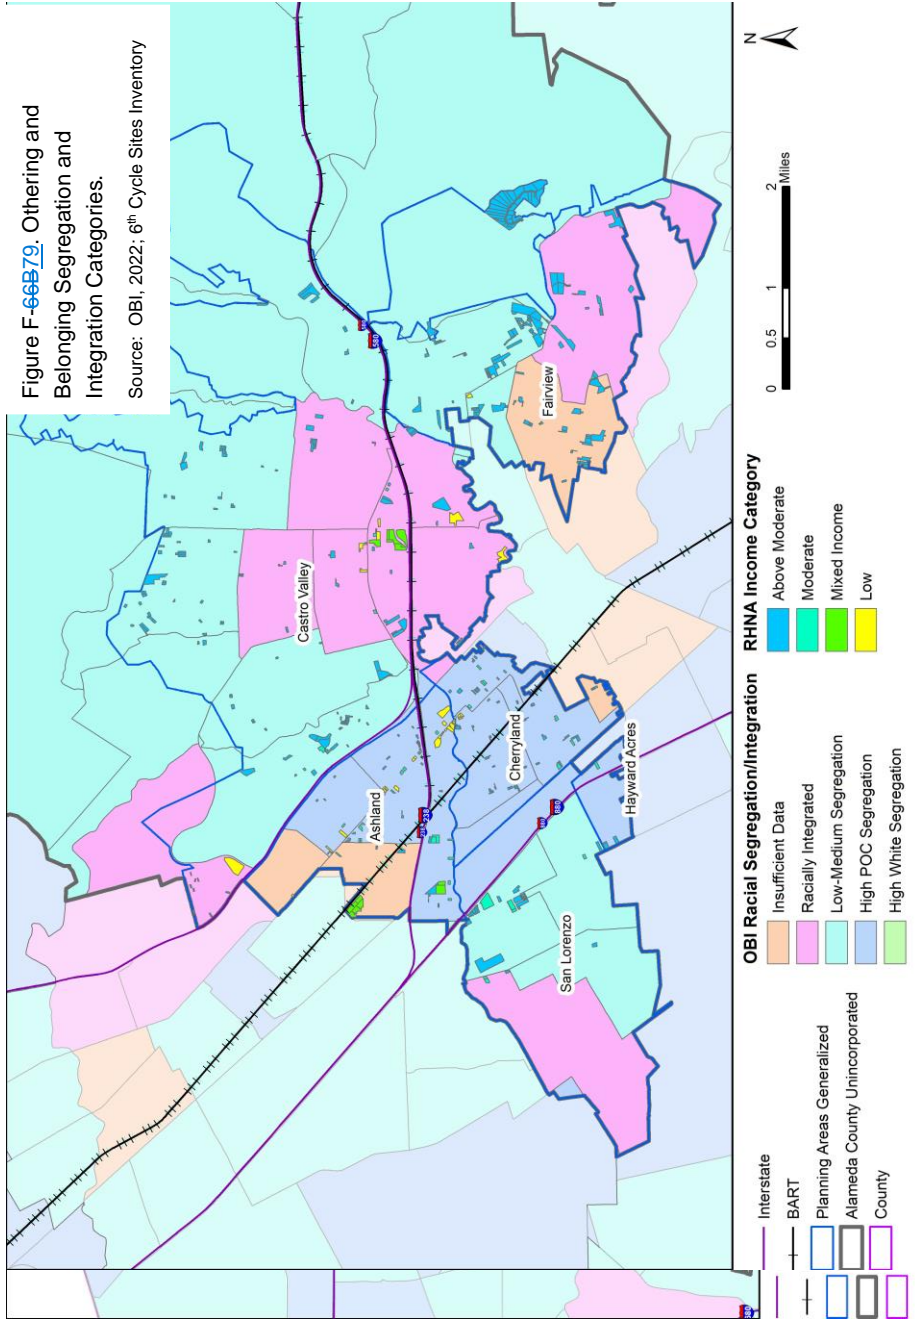 Figure F-66B79. Othering and
Belonging Segregation and
Integration Categories.
Source: OBI, 2022; 6th Cycle Sites Inventory
N
Castro Valley
Fairview
Ashland
Cherryland
Hayward Acres
San Lorenzo
238
880
580
0 0.5 1 2
Miles
Interstate
BART
Planning Areas Generalized
Alameda County Unincorporated
County
OBI Racial Segregation/Integration
Insufficient Data
Racially Integrated
Low-Medium Segregation
High POC Segregation
High White Segregation
RHNA Income Category
Above Moderate
Moderate
Mixed Income
Low